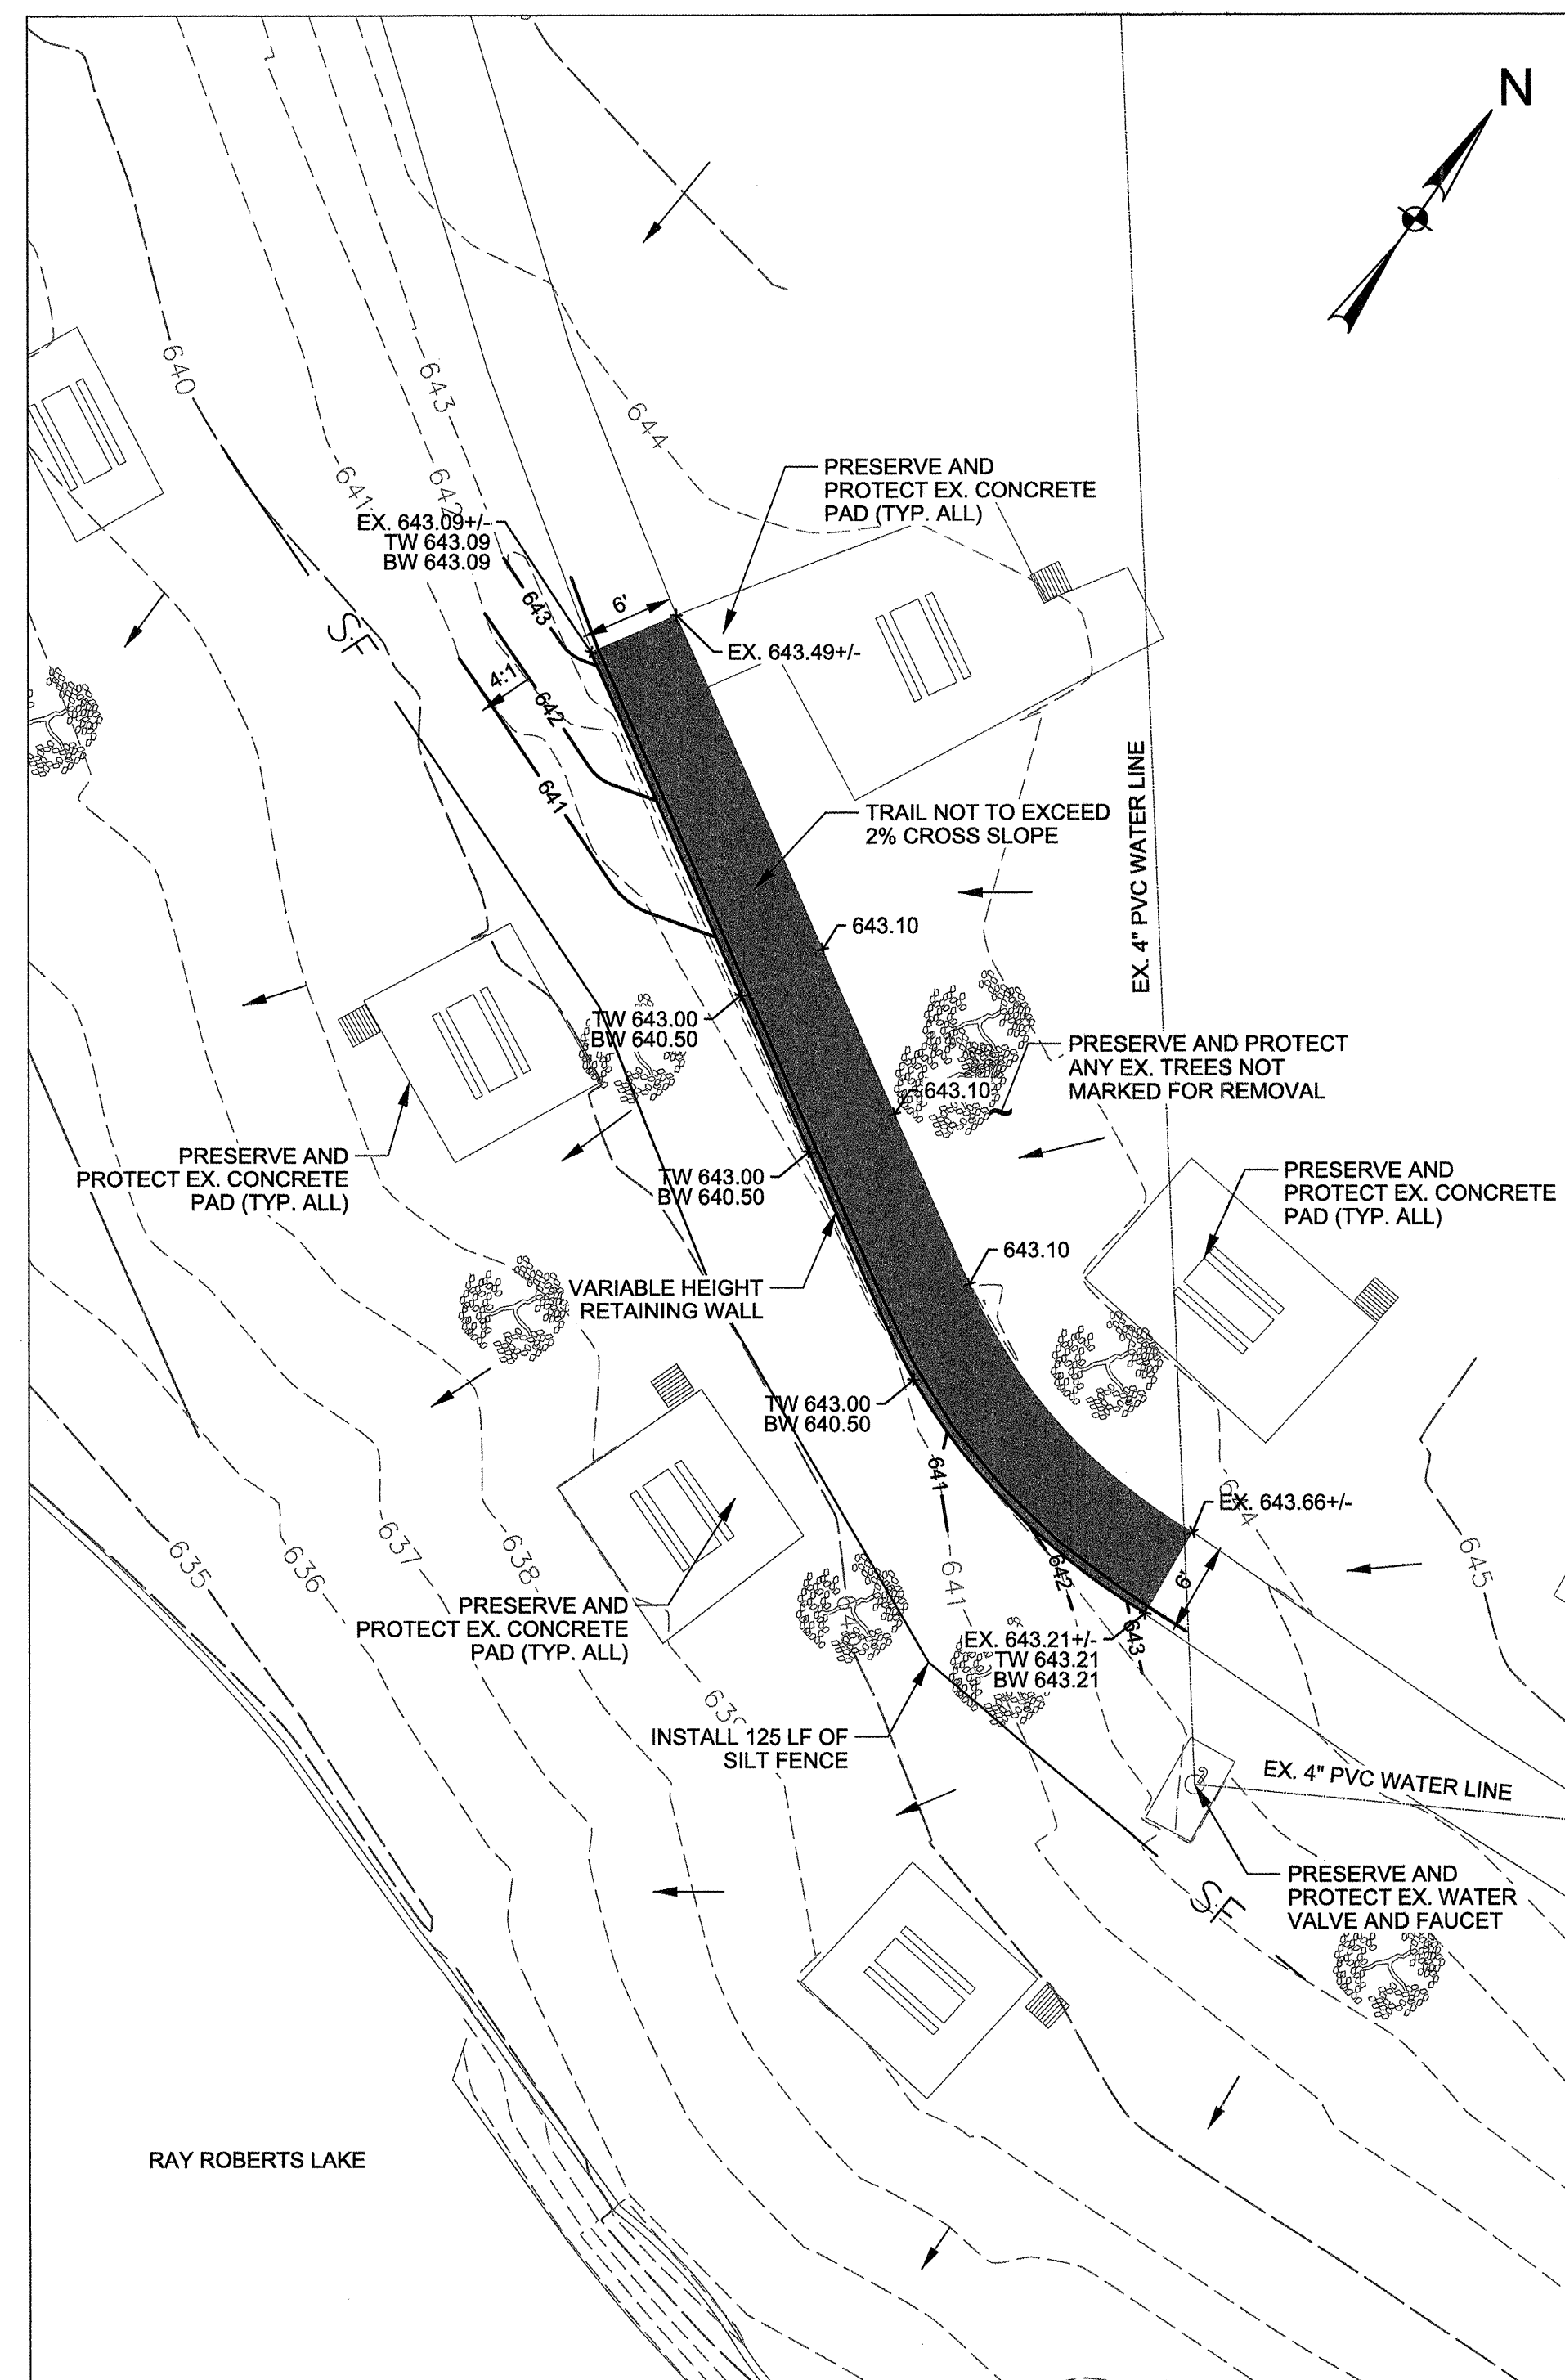 N
640
643
644
641
642
PRESERVE AND
PROTECT EX. CONCRETE
PAD (TYP. ALL)
EX. 643.09+/-
TW 643.09
BW 643.09
6'
643
SF
EX. 643.49+/-
4:1
642
641
EX. 4" PVC WATER LINE
TRAIL NOT TO EXCEED
2% CROSS SLOPE
643.10
TW 643.00
BW 640.50
PRESERVE AND PROTECT
ANY EX. TREES NOT
MARKED FOR REMOVAL
643.10
PRESERVE AND
PROTECT EX. CONCRETE
PAD (TYP. ALL)
TW 643.00
BW 640.50
PRESERVE AND
PROTECT EX. CONCRETE
PAD (TYP. ALL)
643.10
VARIABLE HEIGHT
RETAINING WALL
TW 643.00
BW 640.50
641
EX. 643.66+/-
644
635
636
637
638
641
642
6'
645
PRESERVE AND
PROTECT EX. CONCRETE
PAD (TYP. ALL)
640
EX. 643.21+/-
TW 643.21
BW 643.21
643
639
INSTALL 125 LF OF
SILT FENCE
EX. 4" PVC WATER LINE
PRESERVE AND
PROTECT EX. WATER
VALVE AND FAUCET
SF
RAY ROBERTS LAKE